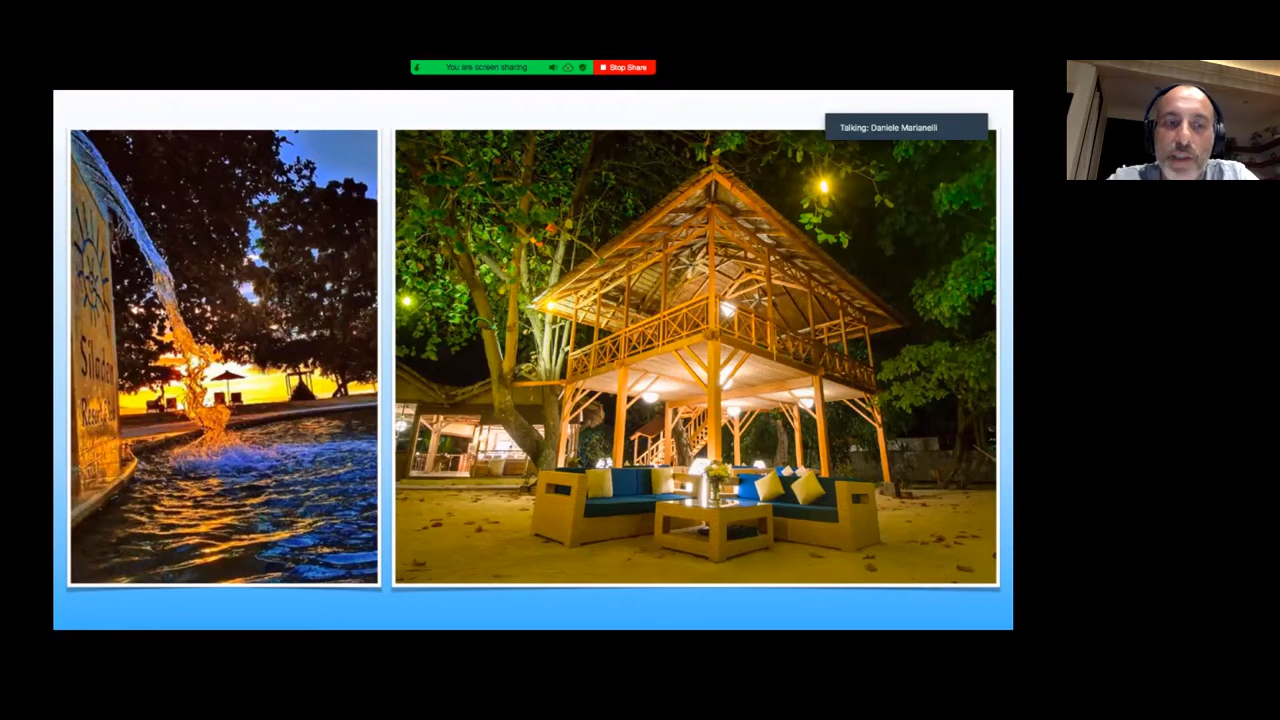 You are screen sharing
Stop Share
Talking: Daniele Marianelli
Siladen
Resort &